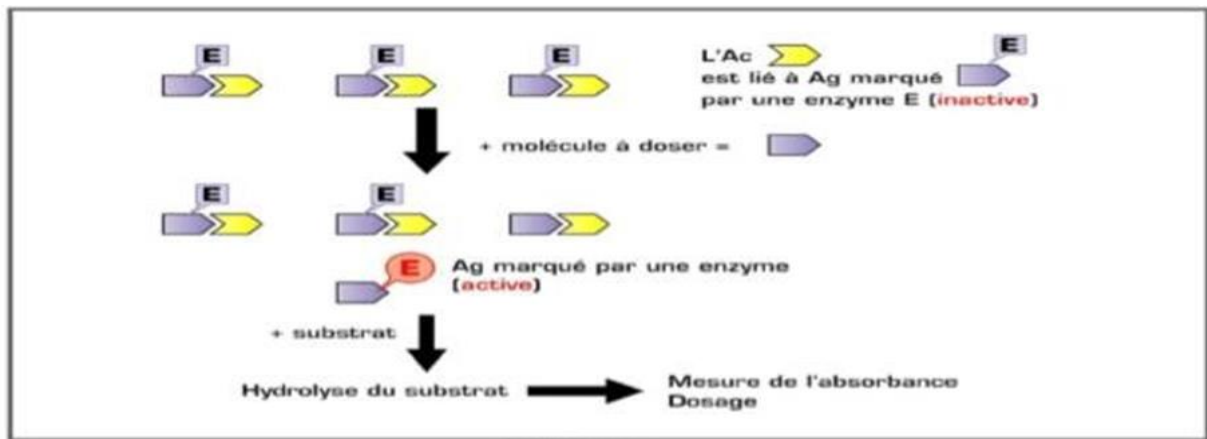 E E E
L'Ac
E
est lié à Ag marqué
par une enzyme E (inactive)
+ molécule à doser =
E E
E
Ag marqué par une enzyme
(active)
+ substrat
Hydrolyse du substrat
Mesure de l'absorbance
Dosage